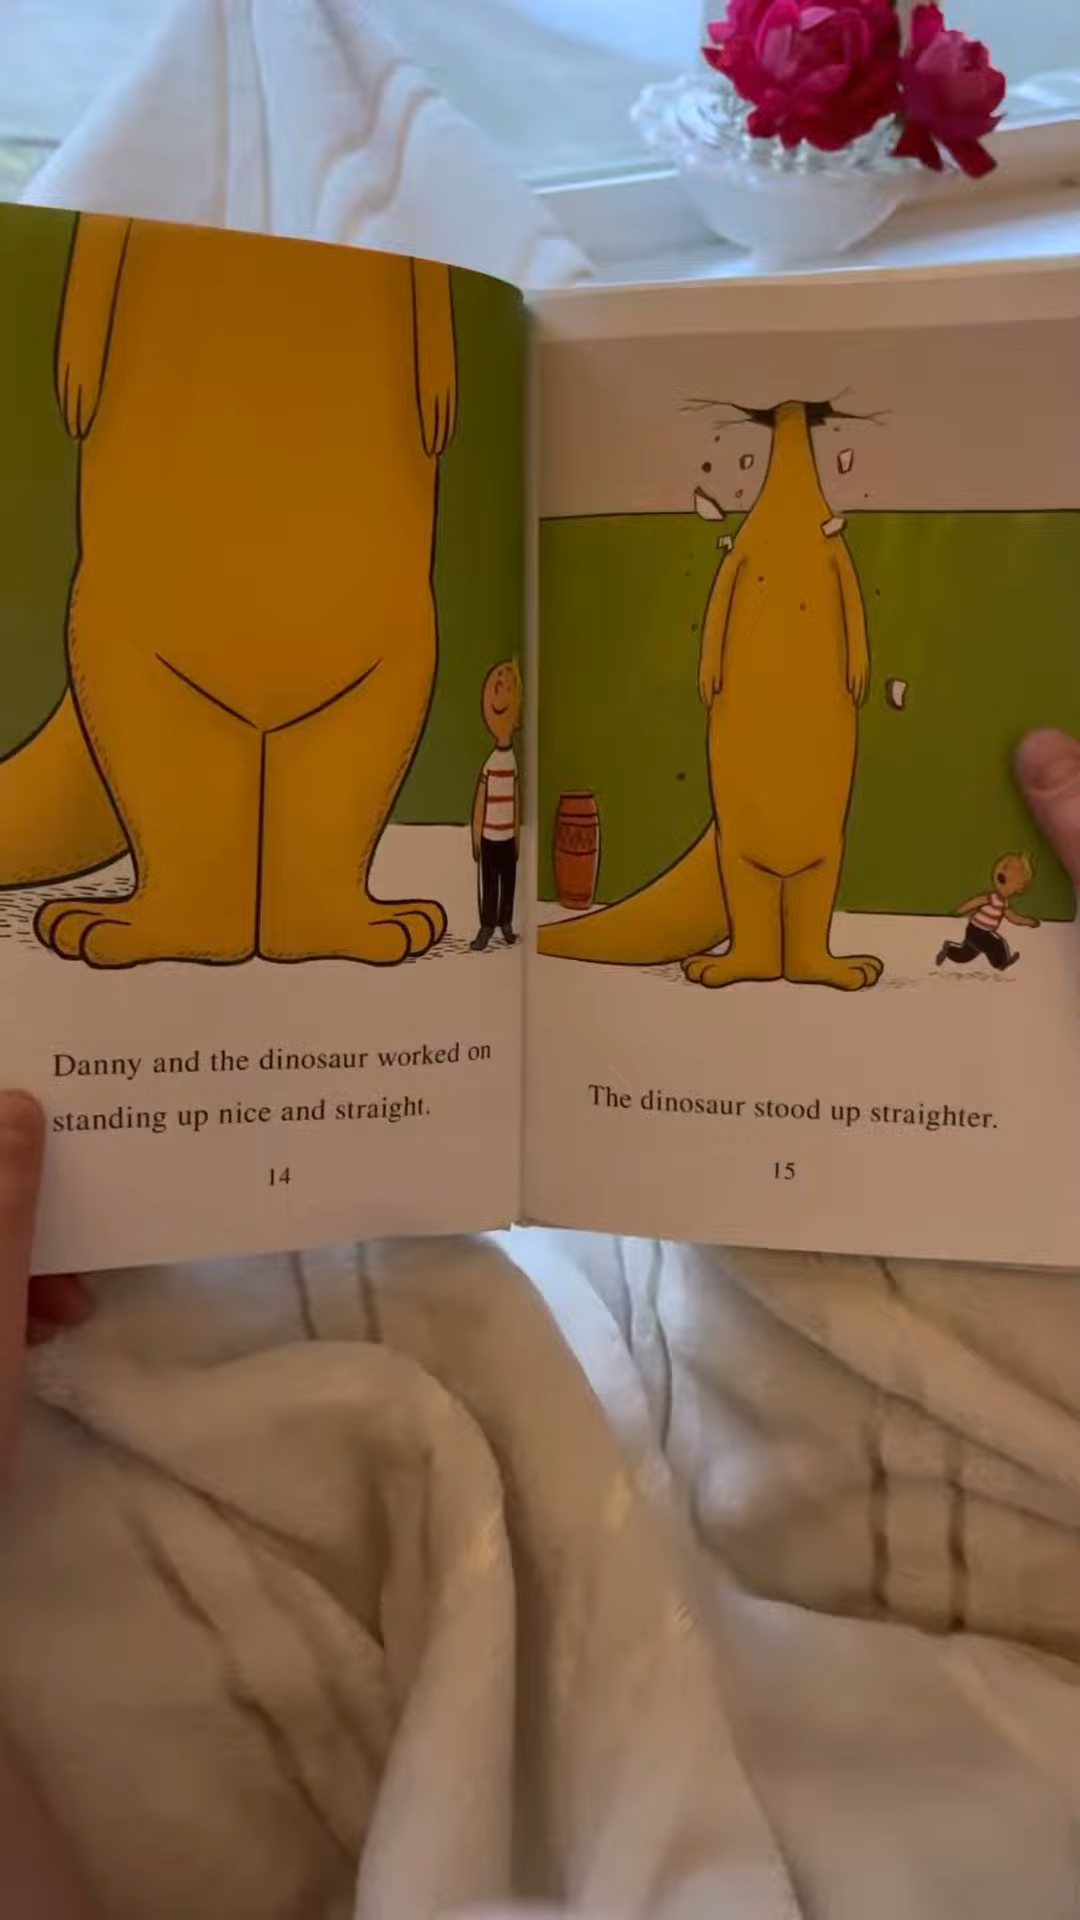 Danny and the dinosaur worked on
standing up nice and straight.
14
The dinosaur stood up straighter.
15